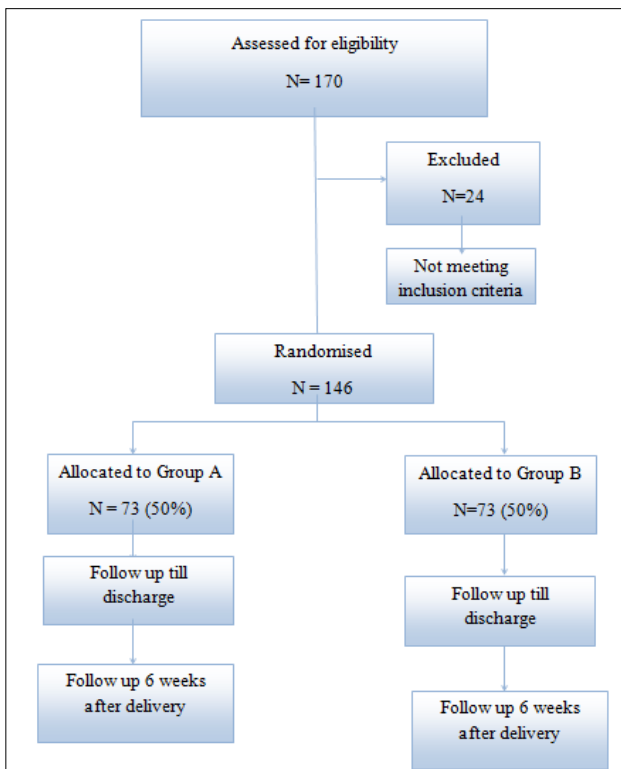 Assessed for eligibility
N= 170
Excluded
N=24
Not meeting
inclusion criteria
Randomised
N = 146
Allocated to Group A
N = 73 (50%)
Follow up till
discharge
Follow up 6 weeks
after delivery
Allocated to Group B
N=73 (50%)
Follow up till
discharge
Follow up 6 weeks
after delivery